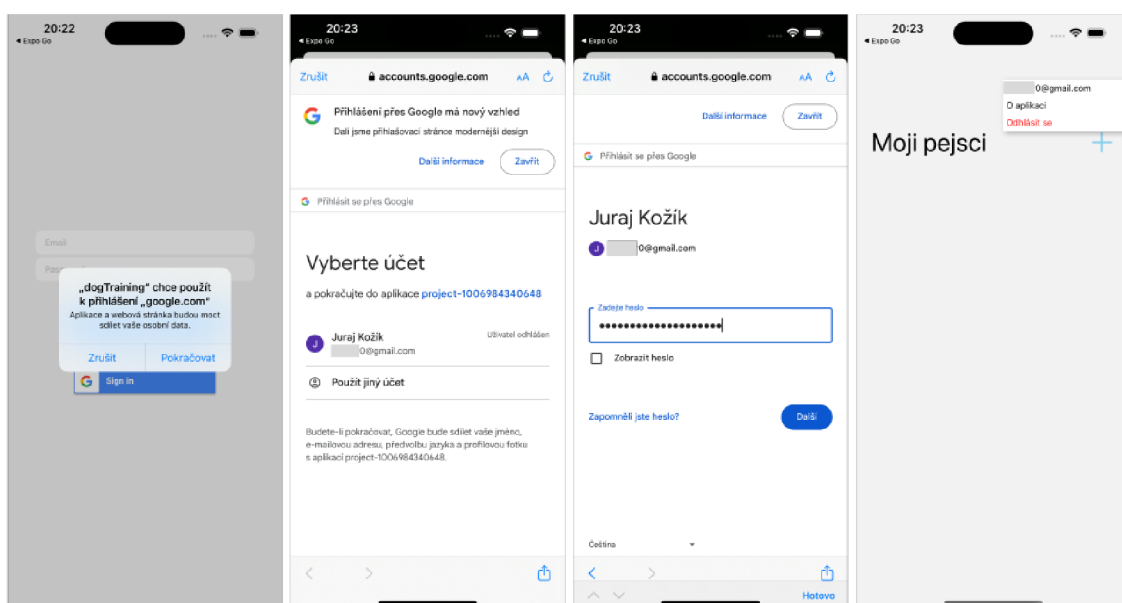 20:22
Expo Go
Email
„dogTraining“ chce použít
k přihlášení „google.com“
Aplikace a webová
stránka budou moct
sdílet vaše osobní data.
Zrušit
Pokračovat
Sign in
20:23
Expo Go
Zrušit
accounts.google.com
AA
Přihlášení přes Google má nový vzhled
Dali jsme přihlašovací stránce modernější design
Další informace
Zavřít
Přihlásit se přes Google
Vyberte účet
a pokračujte do aplikace project-1006984340648
J
Juraj Kožík
Uživatel odhlášen
0@gmail.com
Použít jiný účet
Budete-li pokračovat, Google bude sdílet vaše jméno,
e-mailovou adresu, předvolbu jazyka a profilovou fotku
s aplikací project-1006984340648.
20:23
Expo Go
Zrušit
accounts.google.com
AA
Další informace
Zavřít
Přihlásit se přes Google
Juraj Kožík
J
0@gmail.com
Zadejte heslo
Zobrazit heslo
Zapomněli jste heslo?
Další
Čeština
Hotovo
20:23
Expo Go
0@gmail.com
O aplikaci
Odhlásit se
Moji pejsci